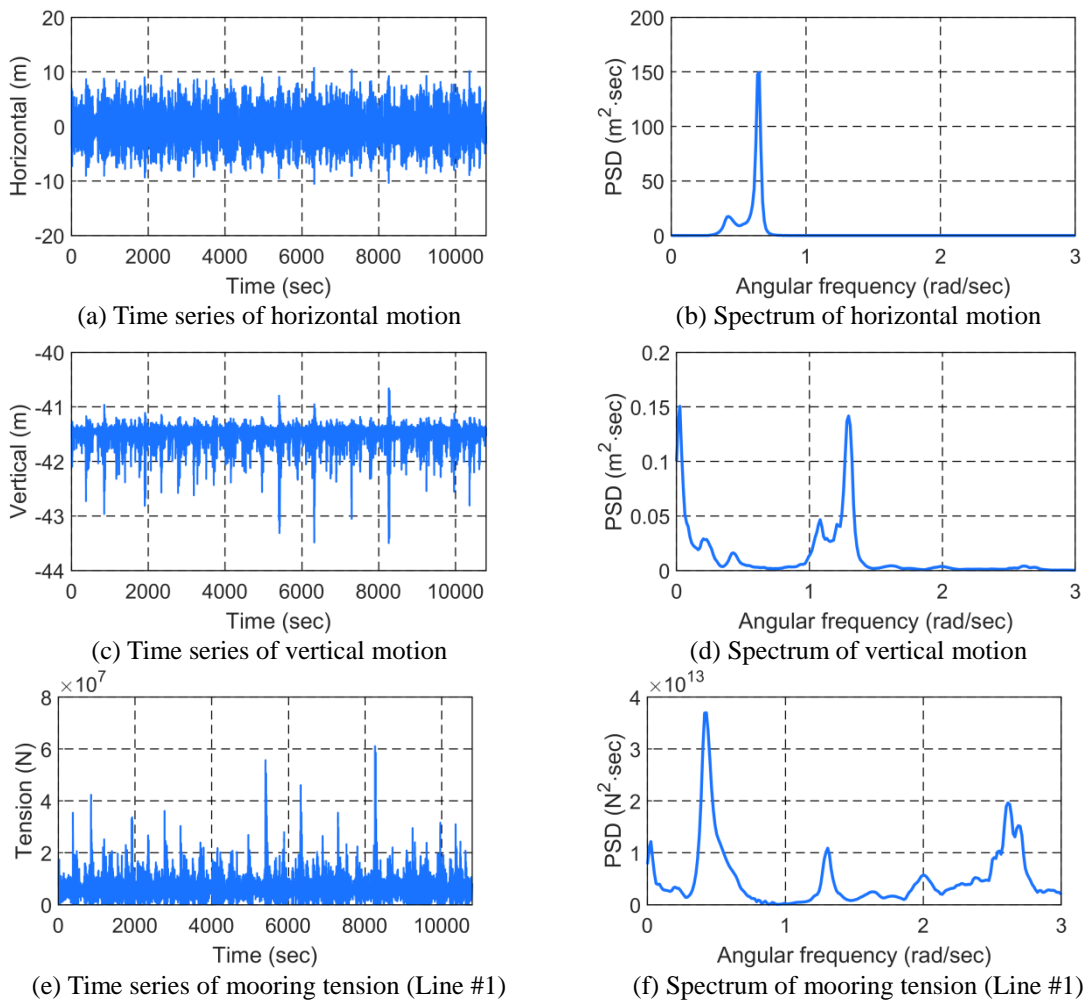 20
10
0
-10
-20
Horizontal (m)
0 2000 4000 6000 8000 10000
Time (sec)
(a) Time series of horizontal motion
200
150
100
50
0
PSD (m²·sec)
0 1 2 3
Angular frequency (rad/sec)
(b) Spectrum of horizontal motion
-40
-41
-42
-43
-44
Vertical (m)
0 2000 4000 6000 8000 10000
Time (sec)
(c) Time series of vertical motion
0.2
0.15
0.1
0.05
0
PSD (m²·sec)
0 1 2 3
Angular frequency (rad/sec)
(d) Spectrum of vertical motion
×10⁷
8
6
4
2
0
Tension (N)
0 2000 4000 6000 8000 10000
Time (sec)
(e) Time series of mooring tension (Line #1)
×10¹³
4
3
2
1
0
PSD (N²·sec)
0 1 2 3
Angular frequency (rad/sec)
(f) Spectrum of mooring tension (Line #1)